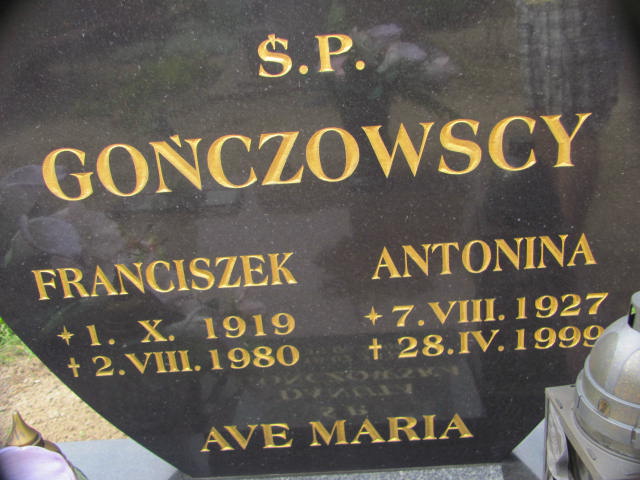 Ś.P.
GOŃCZOWSCY
FRANCISZEK
* 1. X. 1919
† 2. VIII. 1980
ANTONINA
* 7. VIII. 1927
† 28. IV. 1999
AVE MARIA